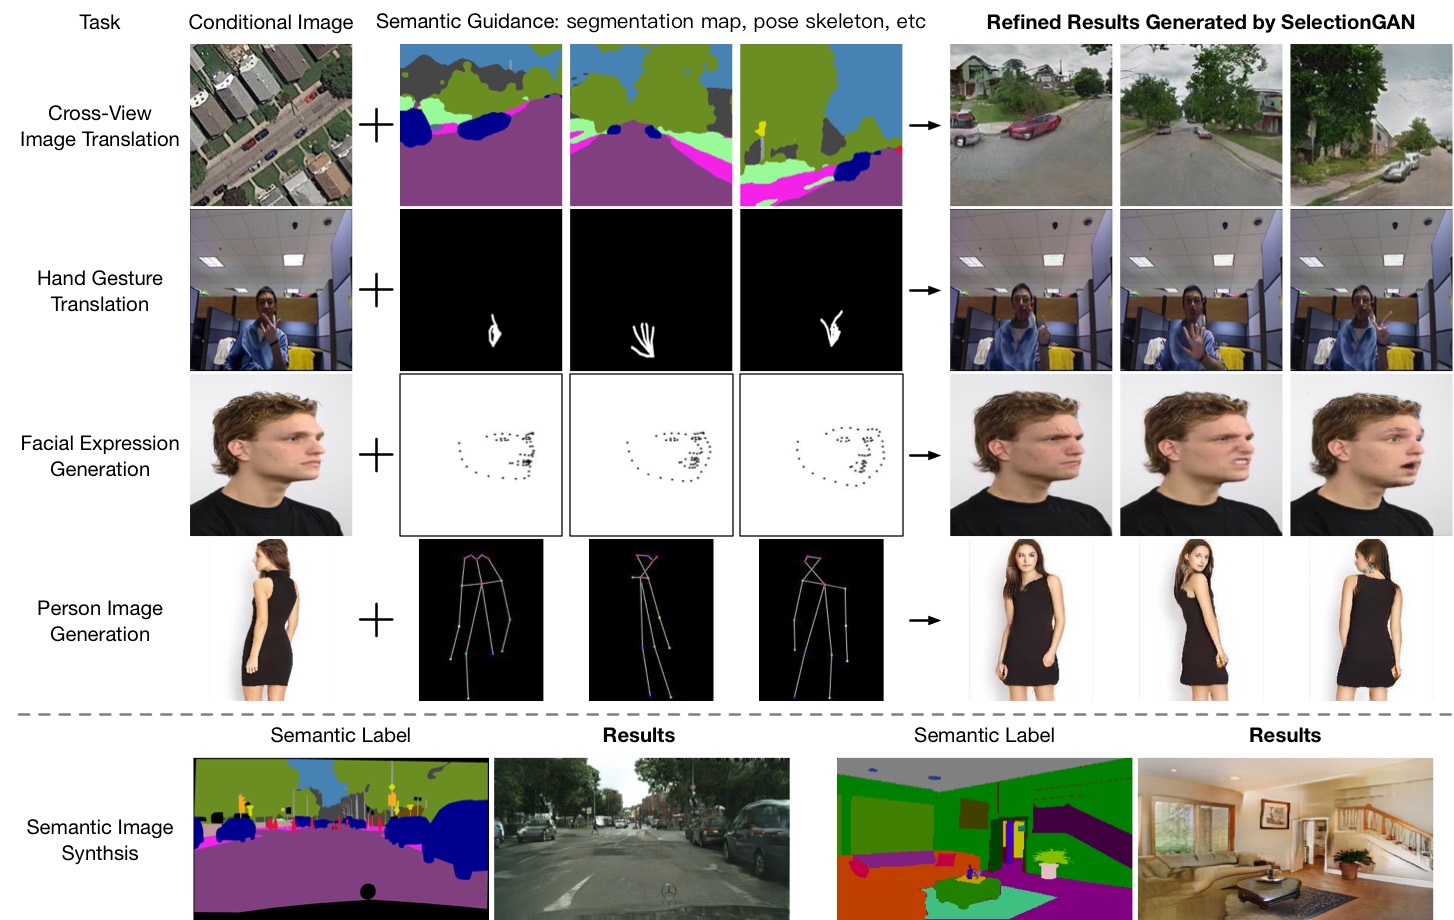 Task
Conditional Image
Semantic Guidance: segmentation map, pose skeleton, etc
Refined Results Generated by SelectionGAN
Cross-View
Image Translation
Hand Gesture
Translation
Facial Expression
Generation
Person Image
Generation
Semantic Label
Results
Semantic Label
Results
Semantic Image
Synthsis